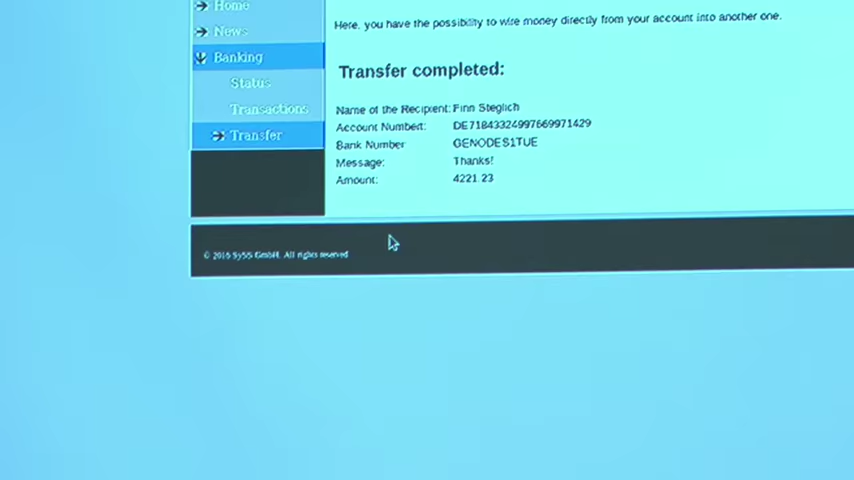 Home
News
Banking
Status
Transactions
Transfer
Here, you have the possibility to wire money directly from your account into another one.
Transfer completed:
Name of the Recipient: Finn Steglich
Account Number: DE71843324997669971429
Bank Number GENODES1TUE
Message: Thanks!
Amount: 4221.23
© 2016 SySS GmbH. All rights reserved